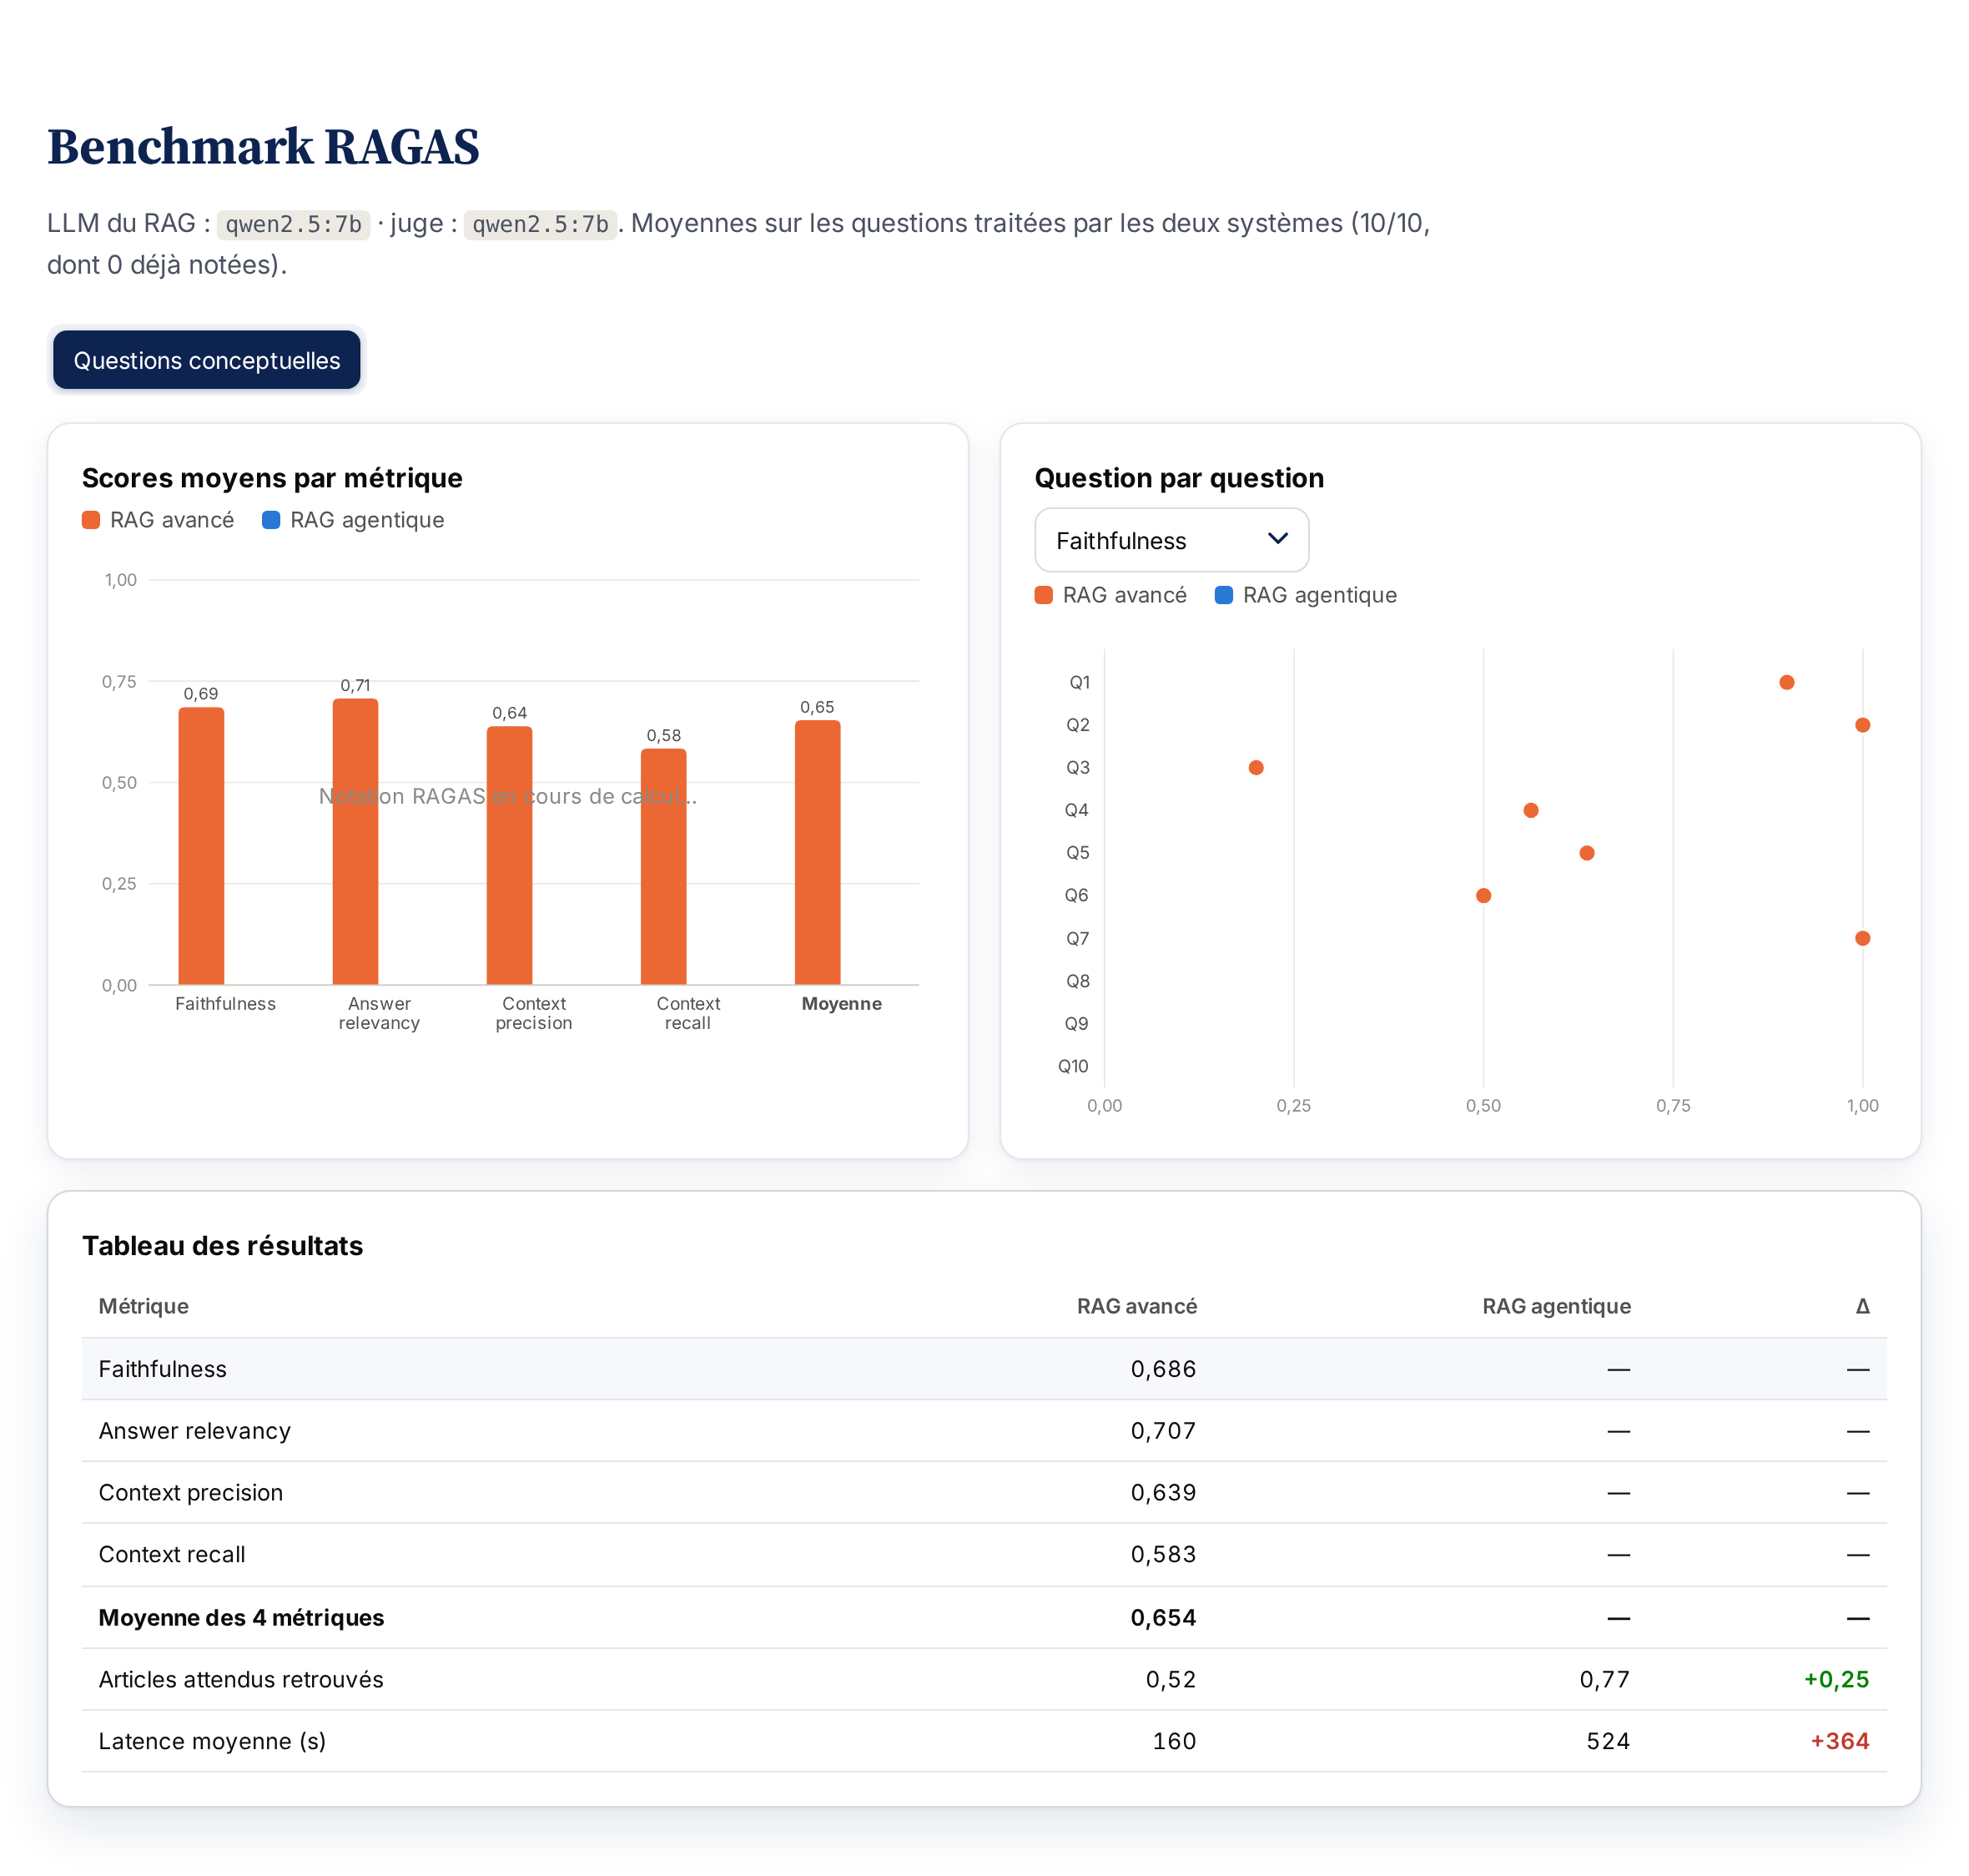 Benchmark RAGAS
LLM du RAG : qwen2.5:7b · juge : qwen2.5:7b. Moyennes sur les questions traitées par les deux systèmes (10/10,
dont 0 déjà notées).
Questions conceptuelles
Scores moyens par métrique
RAG avancé RAG agentique
1,00
0,75
0,50
0,25
0,00
0,69 0,71 0,64 0,58 0,65
Notation RAGAS en cours de calcul...
Faithfulness Answer Context Context Moyenne
relevancy precision recall
Question par question
Faithfulness
RAG avancé RAG agentique
Q1
Q2
Q3
Q4
Q5
Q6
Q7
Q8
Q9
Q10
0,00 0,25 0,50 0,75 1,00
Tableau des résultats
Métrique RAG avancé RAG agentique Δ
Faithfulness 0,686 — —
Answer relevancy 0,707 — —
Context precision 0,639 — —
Context recall 0,583 — —
Moyenne des 4 métriques 0,654 — —
Articles attendus retrouvés 0,52 0,77 +0,25
Latence moyenne (s) 160 524 +364